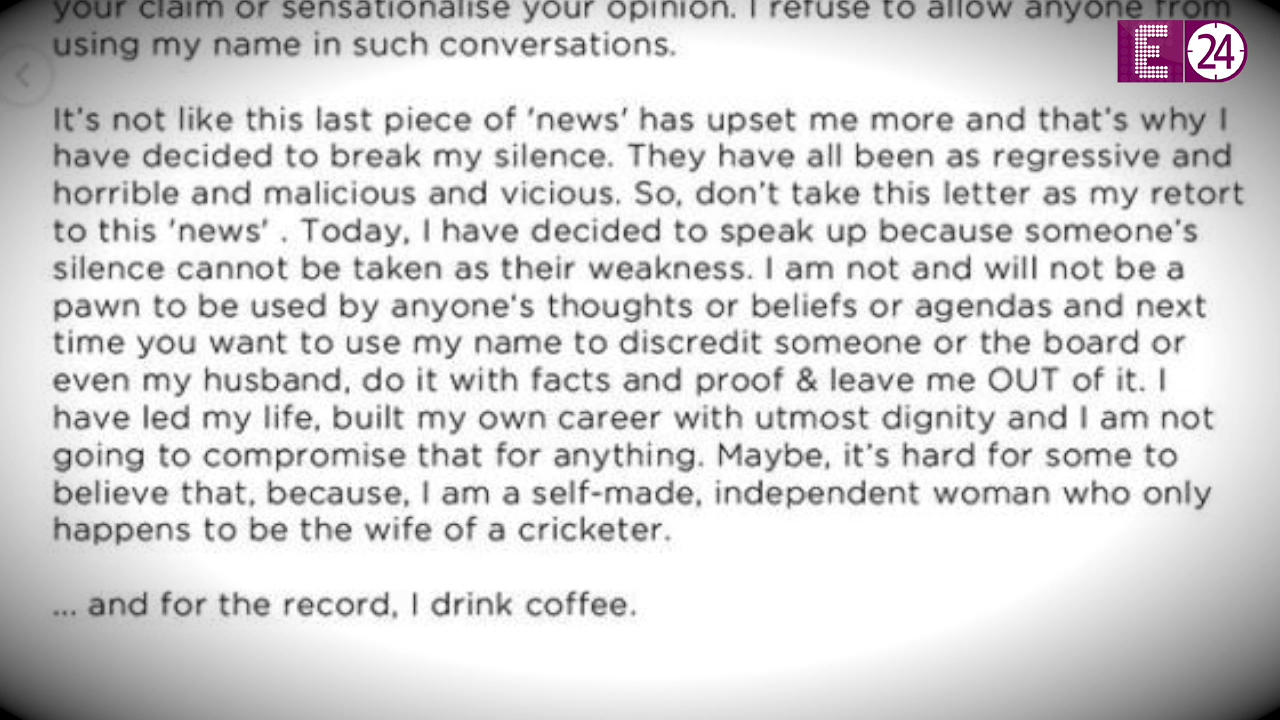 your claim or sensationalise your opinion. I refuse to allow anyone from
using my name in such conversations.
It's not like this last piece of 'news' has upset me more and that's why I
have decided to break my silence. They have all been as regressive and
horrible and malicious and vicious. So, don't take this letter as my retort
to this 'news' . Today, I have decided to speak up because someone's
silence cannot be taken as their weakness. I am not and will not be a
pawn to be used by anyone's thoughts or beliefs or agendas and next
time you want to use my name to discredit someone or the board or
even my husband, do it with facts and proof & leave me OUT of it. I
have led my life, built my own career with utmost dignity and I am not
going to compromise that for anything. Maybe, it's hard for some to
believe that, because, I am a self-made, independent woman who only
happens to be the wife of a cricketer.
... and for the record, I drink coffee.
E 24